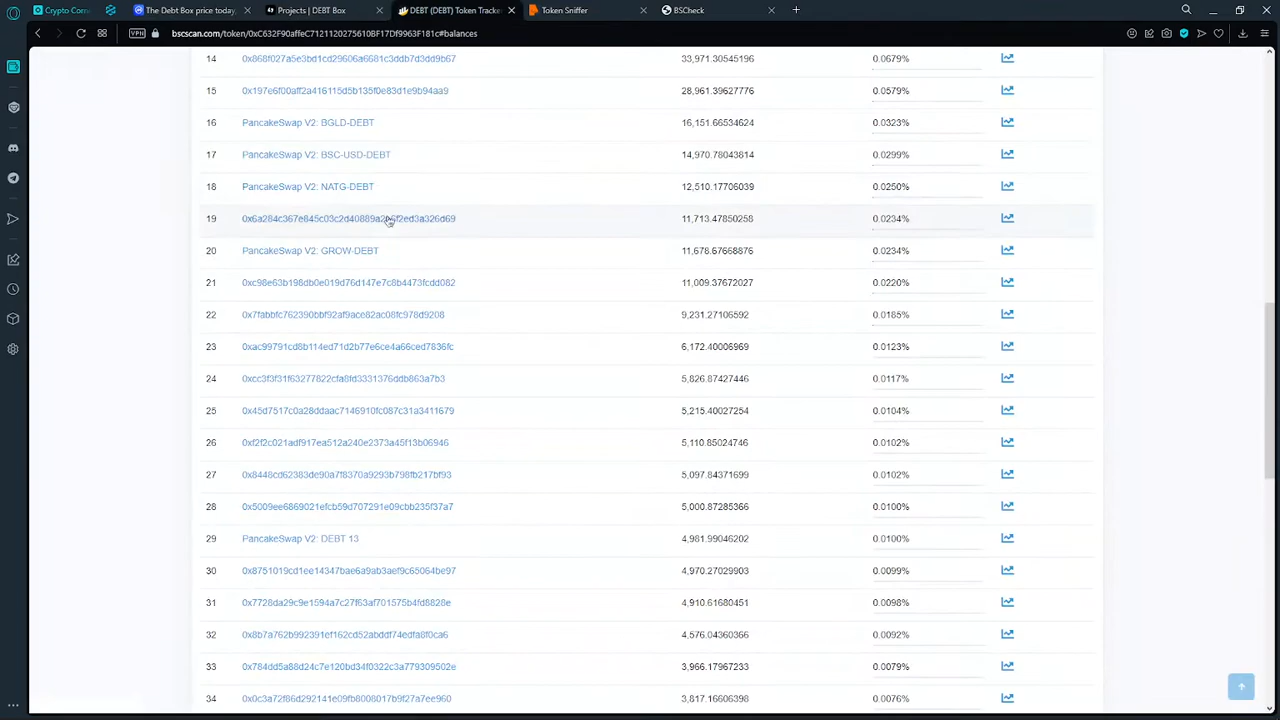 Crypto Corne
The Debt Box price today,
Projects | DEBT Box
DEBT (DEBT) Token Tracke
Token Sniffer
BSCheck
VPN bscscan.com/token/0xC632F90affeC7121120275610BF17Df9963F181c#balances
14 0x868f027a5e3bd1cd29606a6681c3ddb7d3dd9b67 33,971.30545196 0.0679%
15 0x197e6f00aff2a416115d5b135f0e83d1e9b94aa9 28,961.39627776 0.0579%
16 PancakeSwap V2: BGLD-DEBT 16,151.66534624 0.0323%
17 PancakeSwap V2: BSC-USD-DEBT 14,970.78043814 0.0299%
18 PancakeSwap V2: NATG-DEBT 12,510.17706039 0.0250%
19 11,713.47850258 0.0234%
20 PancakeSwap V2: GROW-DEBT 11,678.67668876 0.0234%
21 0xc98e63b198db0e019d76d147e7c8b4473fcdd082 11,009.37672027 0.0220%
22 0x7fabbfc762390bbf92af9ace82ac08fc978d9208 9,231.27106592 0.0185%
23 0xac99791cd8b114ed71d2b77e6ce4a66ced7836fc 6,172.40006969 0.0123%
24 0xcc3f3f31f63277822cfa8fd3331376ddb863a7b3 5,826.87427446 0.0117%
25 0x45d7517c0a28ddaac7146910fc087c31a3411679 5,215.40027254 0.0104%
26 0xf2f2c021adf917ea512a240e2373a45f13b06946 5,110.85024746 0.0102%
27 0x8448cd62383de90a7f8370a9293b798fb217bf93 5,097.84371699 0.0102%
28 0x5009ee6869021efcb59d707291e09cbb235f37a7 5,000.87285366 0.0100%
29 PancakeSwap V2: DEBT 13 4,981.99046202 0.0100%
30 0x8751019cd1ee14347bae6a9ab3aef9c65064be97 4,970.27029903 0.0099%
31 0x7728da29c9e1594a7c27f63af701575b4fd8828e 4,910.61680451 0.0098%
32 0x8b7a762b992391ef162cd52abddf74edfa8f0ca6 4,576.04360366 0.0092%
33 0x784dd5a88d24c7e120bd34f0322c3a779309502e 3,966.17967233 0.0079%
34 0x0c3a72f86d292141e09fb8008017b9f27a7ee960 3,817.16606398 0.0076%